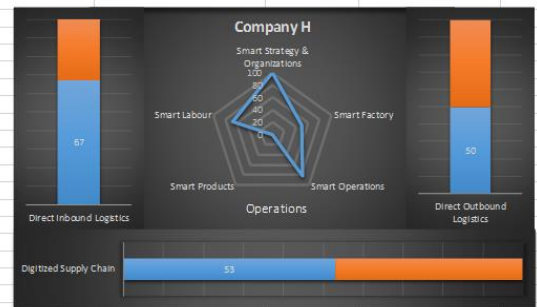 Company H
Smart Strategy &
Organizations
100
80
60
40
20
0
Smart Labour
Smart Factory
Smart Products
Smart Operations
Operations
67
Direct Inbound Logistics
50
Direct Outbound
Logistics
Digitized Supply Chain
53